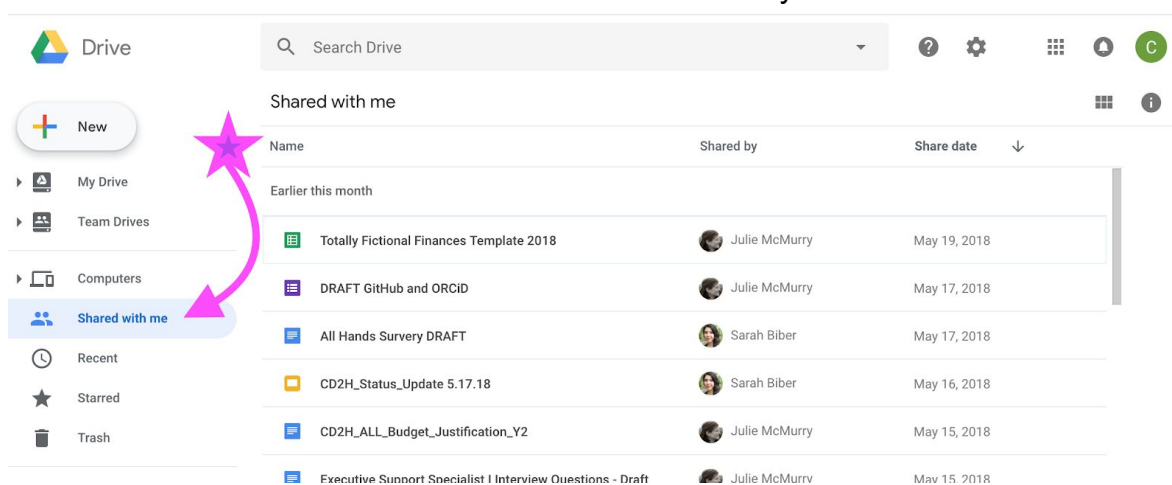 Drive
Search Drive
C
New
My Drive
Team Drives
Computers
Shared with me
Recent
Starred
Trash
Shared with me
Name Shared by Share date
Earlier this month
Totally Fictional Finances Template 2018 Julie McMurry May 19, 2018
DRAFT GitHub and ORCiD Julie McMurry May 17, 2018
All Hands Survery DRAFT Sarah Biber May 17, 2018
CD2H_Status_Update 5.17.18 Sarah Biber May 16, 2018
CD2H_ALL_Budget_Justification_Y2 Julie McMurry May 15, 2018
Executive Support Specialist I Interview Questions - Draft Julie McMurry May 15, 2018